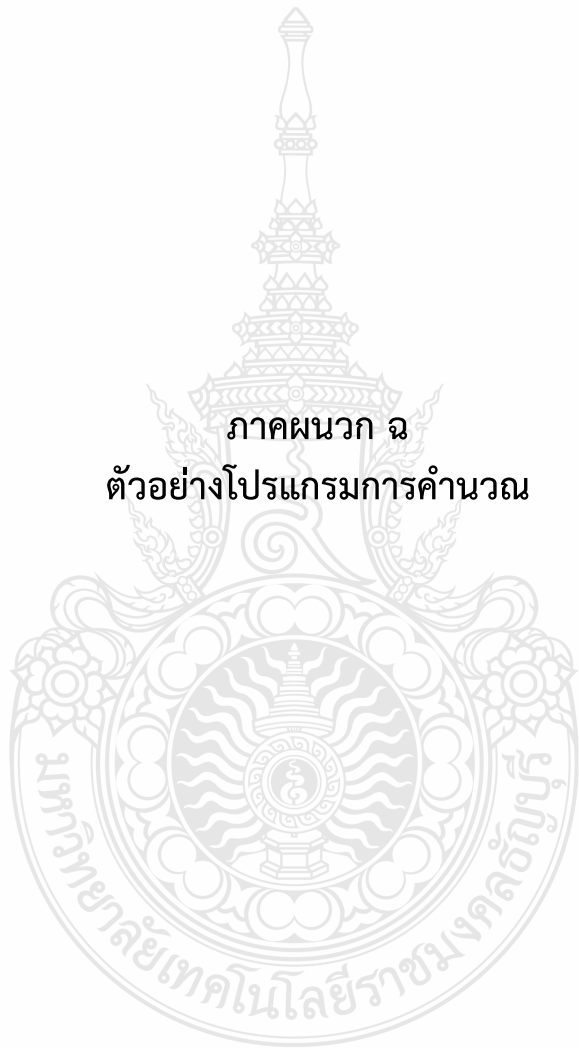 ภาคผนวก ฉ
ตัวอย่างโปรแกรมการคำนวณ
มหาวิทยาลัยเทคโนโลยีราชมงคลธัญบุรี